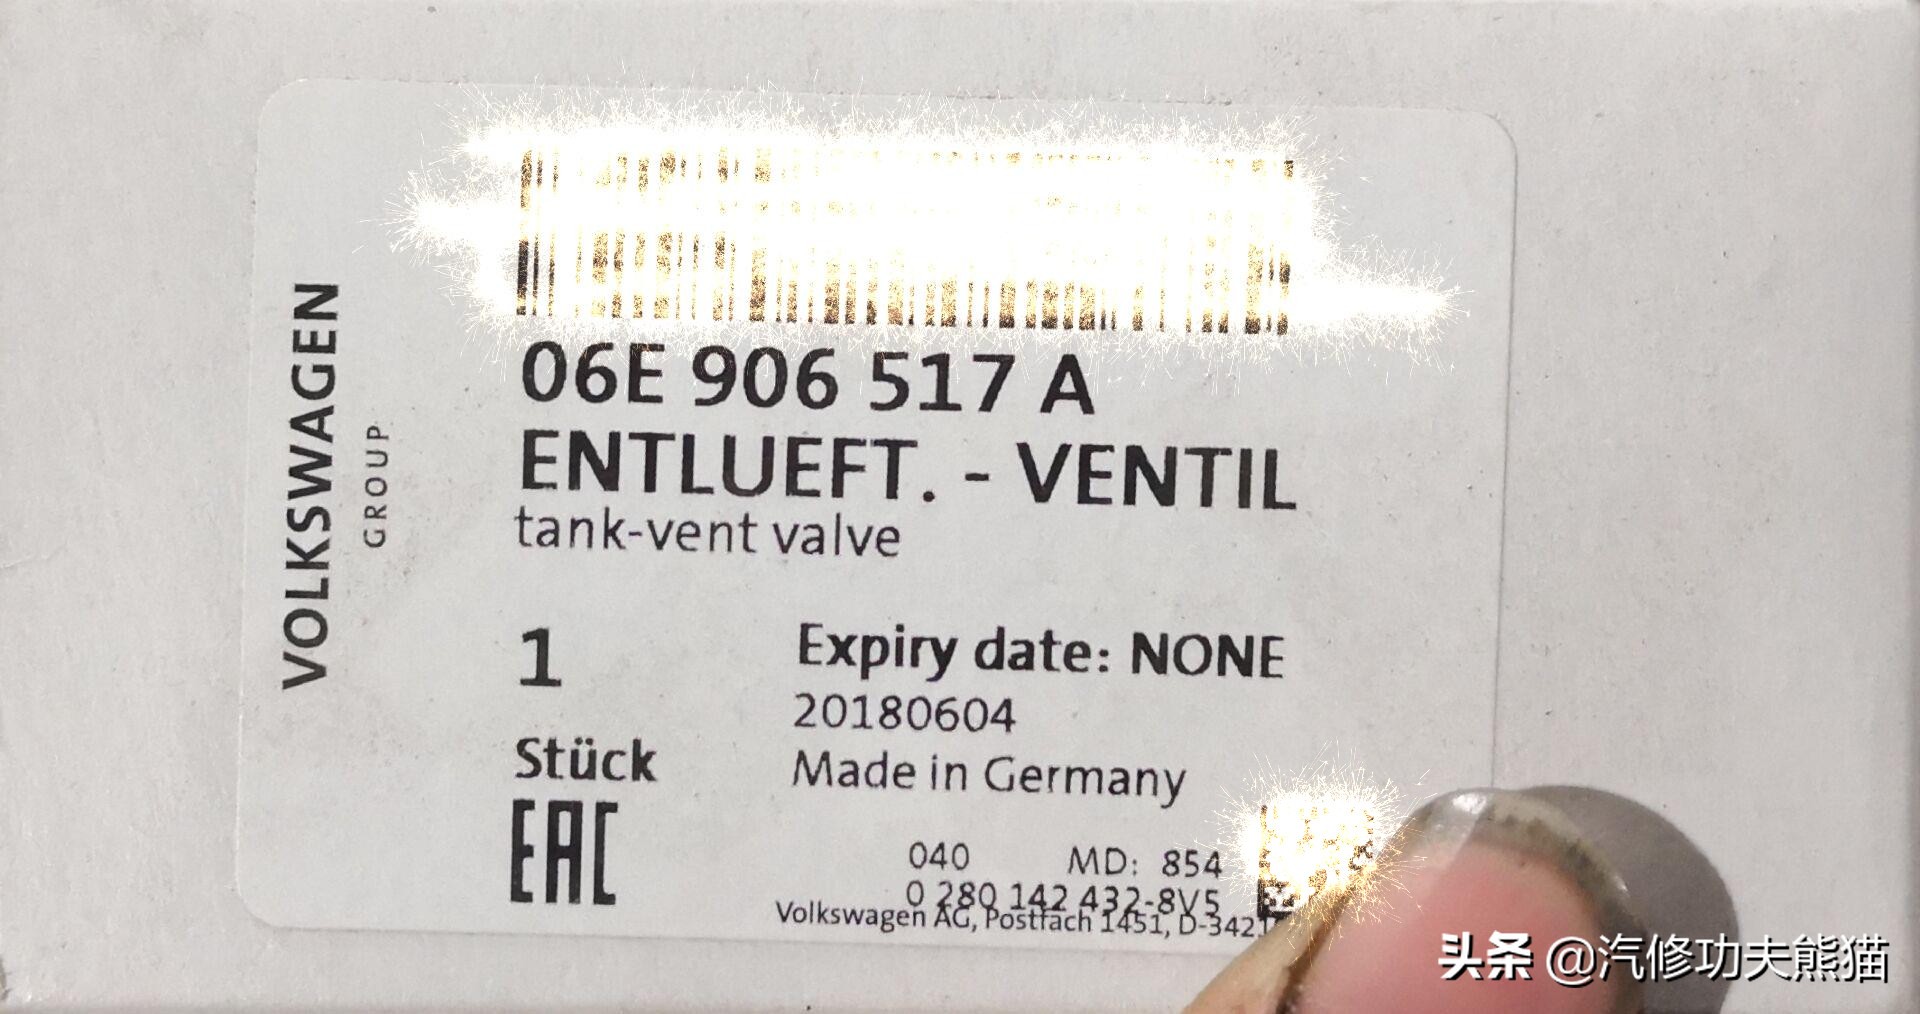 VOLKSWAGEN
GROUP
06E 906 517 A
ENTLUEFT. - VENTIL
tank-vent valve
1
Expiry date: NONE
20180604
Stück
Made in Germany
EAC
040 MD: 854
0 280 142 432-8V5
Volkswagen AG, Postfach 1451,
头条 @汽修功夫熊猫